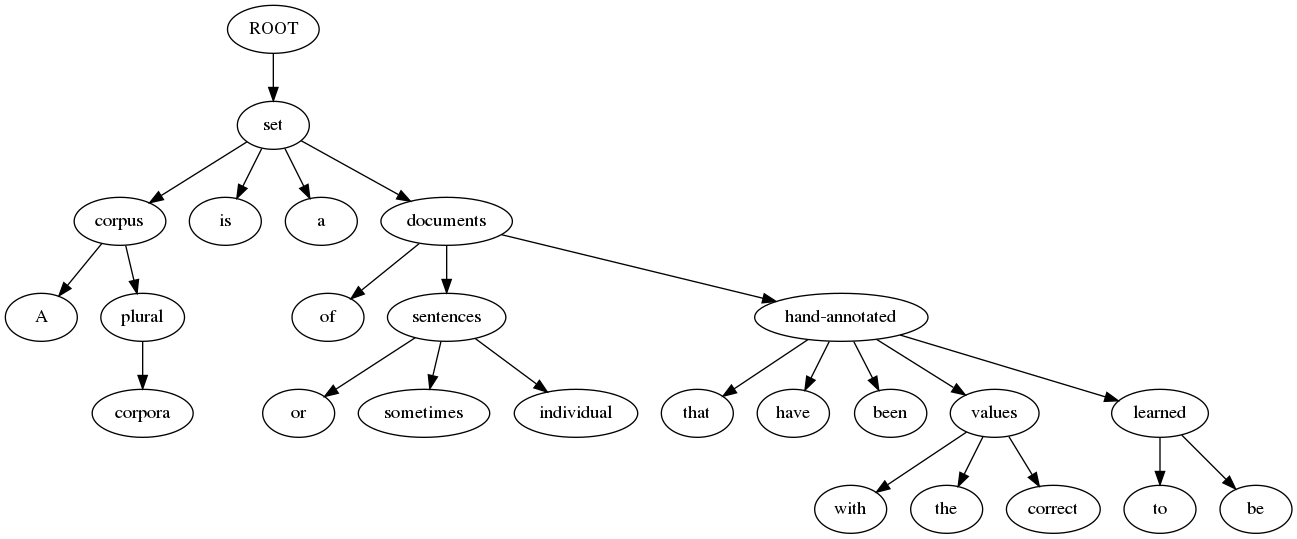 ROOT
set
corpus is a documents
A plural of sentences hand-annotated
corpora or sometimes individual that have been values learned
with the correct to be